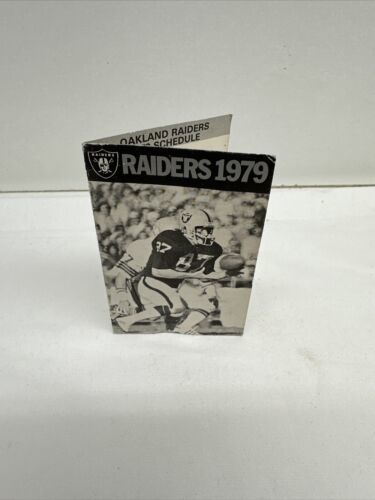 OAKLAND RAIDERS
SCHEDULE
RAIDERS
RAIDERS 1979
87